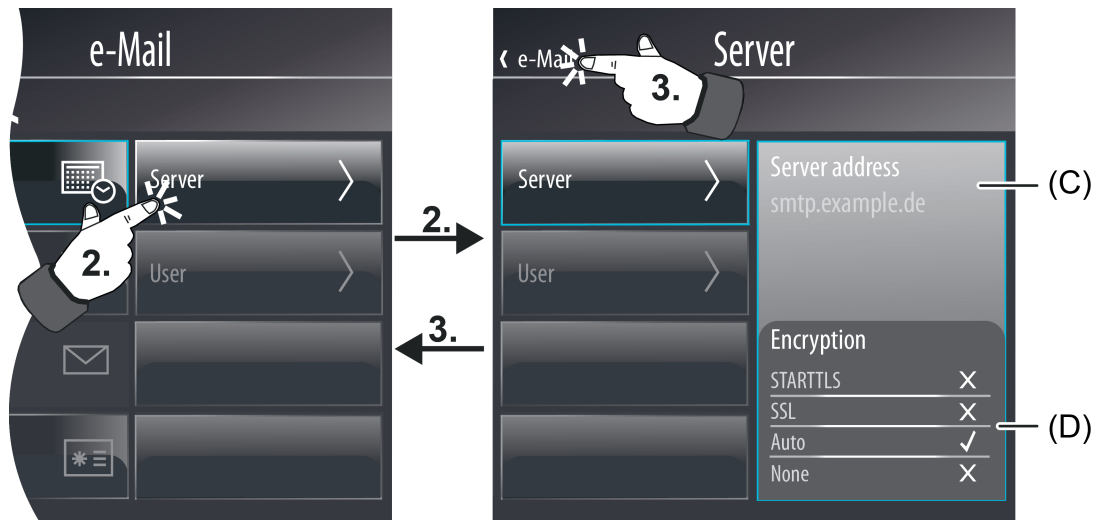 e-Mail
Server
User
2.
2.
3.
‹ e-Mail
Server
3.
Server
User
Server address
smtp.example.de
Encryption
STARTTLS X
SSL X
Auto ✓
None X
(C)
(D)